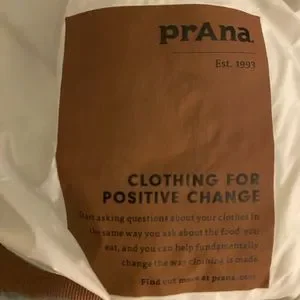 prAna.
Est. 1993
CLOTHING FOR
POSITIVE CHANGE
Start asking questions about your clothes in
the same way you ask about the food you
eat, and you can help fundamentally
change the way clothing is made.
Find out more at prana.com